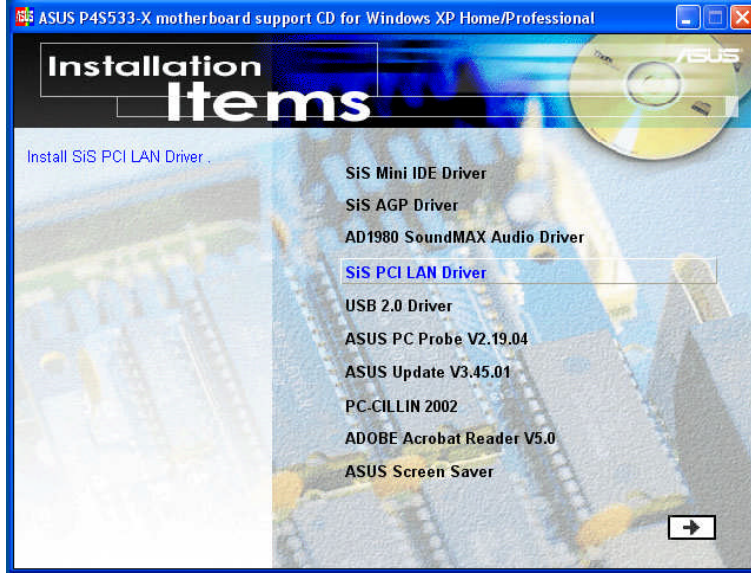 ASUS P4S533-X motherboard support CD for Windows XP Home/Professional
Installation
Items
ASUS
Install SiS PCI LAN Driver .
SiS Mini IDE Driver
SiS AGP Driver
AD1980 SoundMAX Audio Driver
SiS PCI LAN Driver
USB 2.0 Driver
ASUS PC Probe V2.19.04
ASUS Update V3.45.01
PC-CILLIN 2002
ADOBE Acrobat Reader V5.0
ASUS Screen Saver